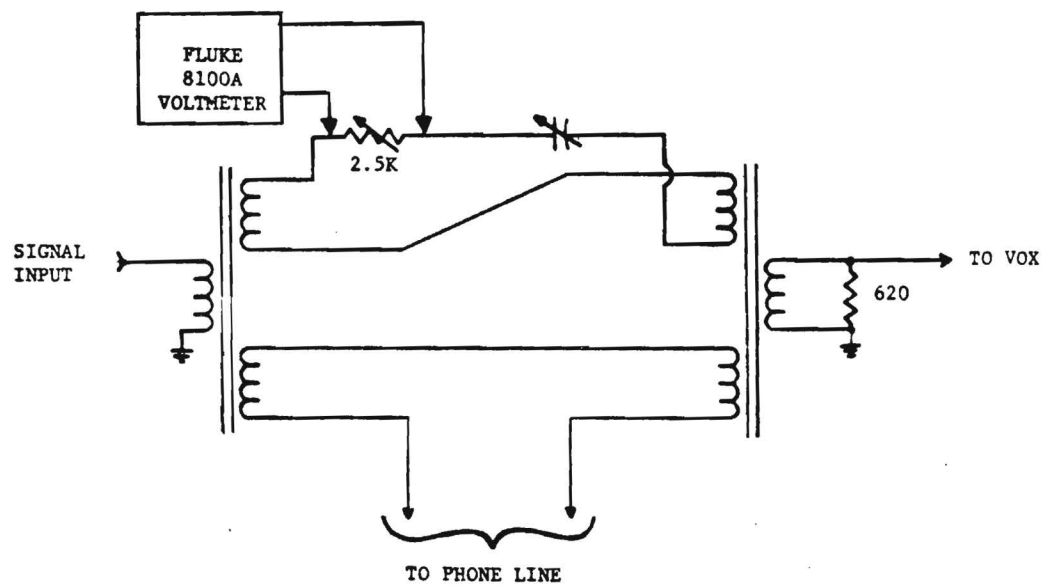 FLUKE
8100A
VOLTMETER
2.5K
SIGNAL
INPUT
TO VOX
620
TO PHONE LINE